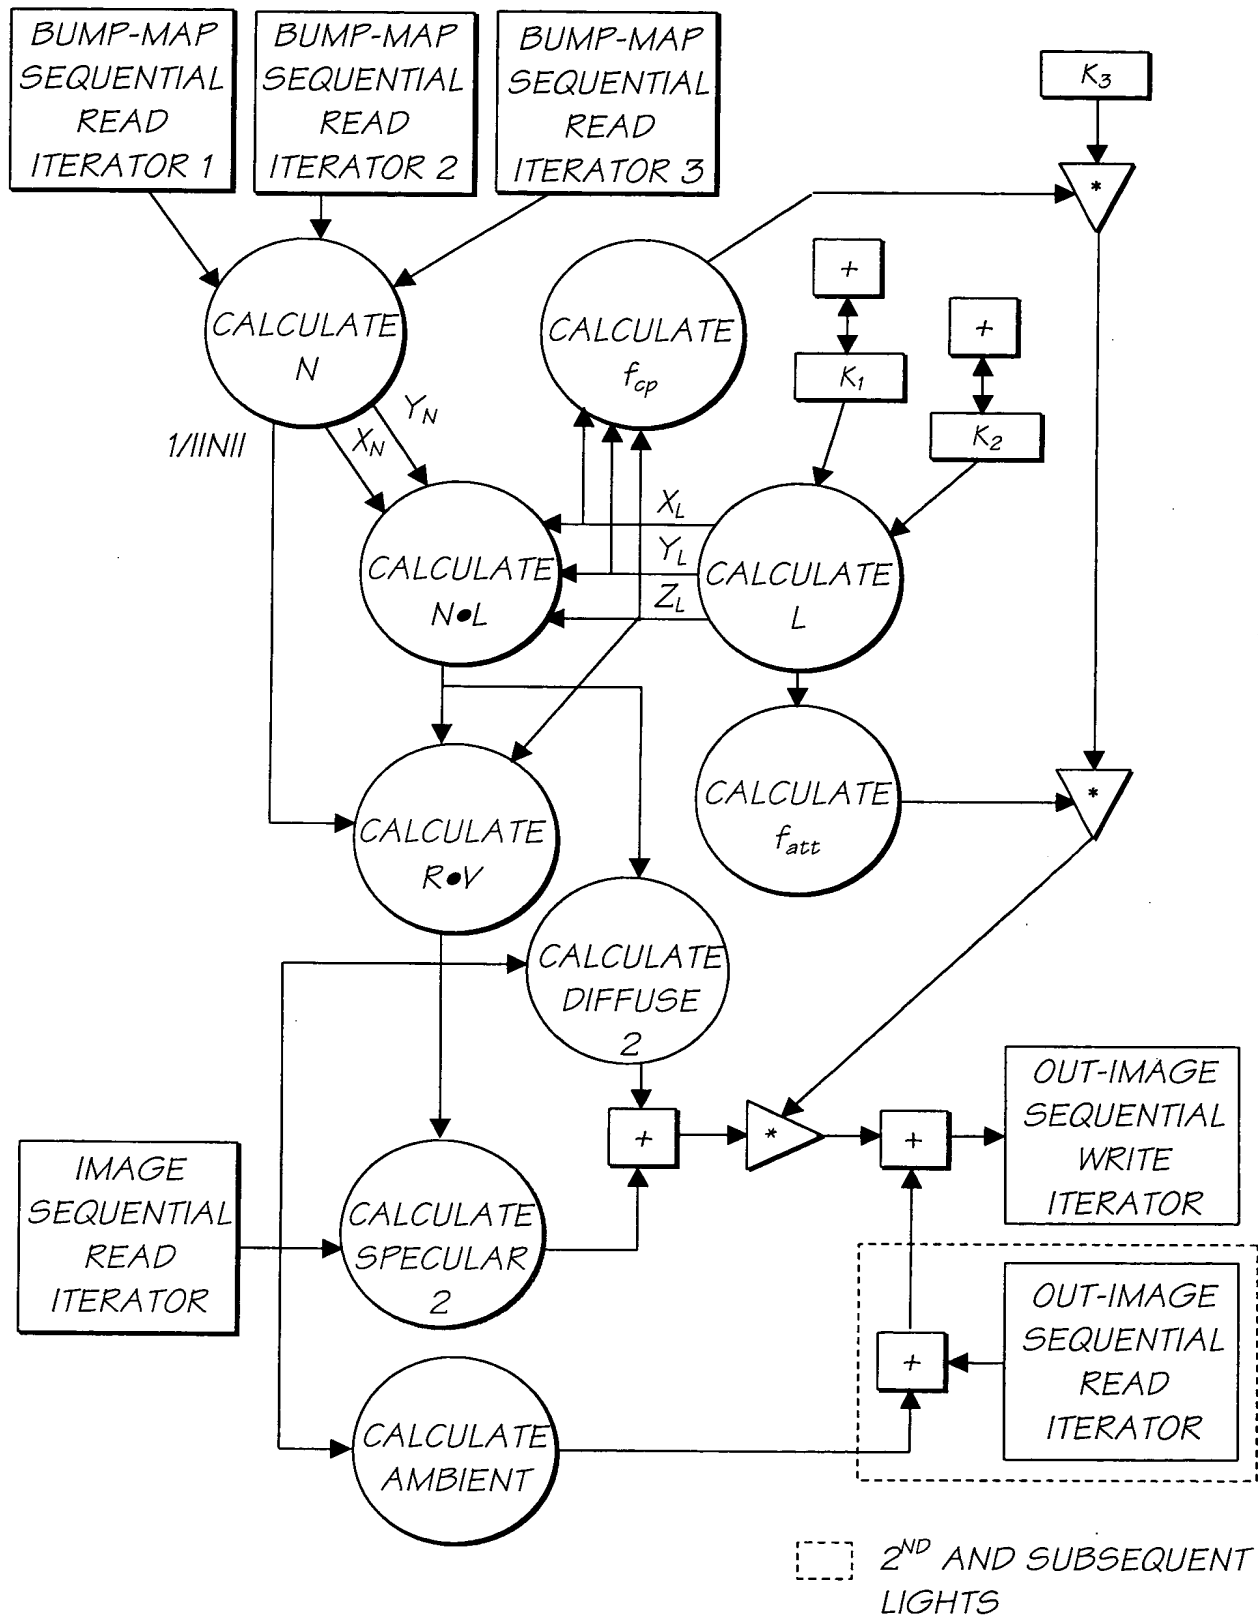 BUMP-MAP
SEQUENTIAL
READ
ITERATOR 1
BUMP-MAP
SEQUENTIAL
READ
ITERATOR 2
BUMP-MAP
SEQUENTIAL
READ
ITERATOR 3
K3
*
CALCULATE
N
CALCULATE
fcp
+
+
K1
K2
1/||N||
XN
YN
CALCULATE
N•L
XL
YL
ZL
CALCULATE
L
CALCULATE
R•V
CALCULATE
fatt
*
CALCULATE
DIFFUSE
2
IMAGE
SEQUENTIAL
READ
ITERATOR
CALCULATE
SPECULAR
2
+
*
+
OUT-IMAGE
SEQUENTIAL
WRITE
ITERATOR
CALCULATE
AMBIENT
+
OUT-IMAGE
SEQUENTIAL
READ
ITERATOR
2ND AND SUBSEQUENT
LIGHTS